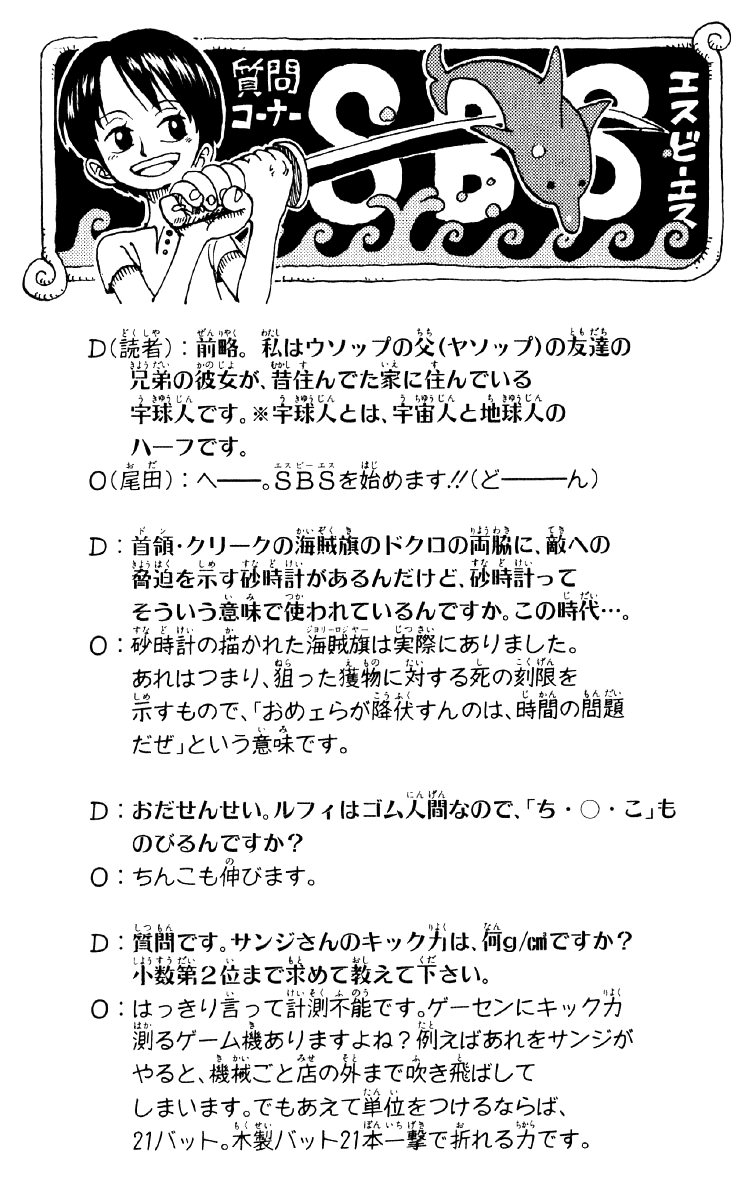 質問
コーナー
SBS
エスビーエス
D(読者)：前略。私はウソップの父(ヤソップ)の友達の
兄弟の彼女が、昔住んでた家に住んでいる
宇球人です。※宇球人とは、宇宙人と地球人の
ハーフです。
O(尾田)：へ――。SBSを始めます!!(ど―――ん)
D：首領・クリークの海賊旗のドクロの両脇に、敵への
脅迫を示す砂時計があるんだけど、砂時計って
そういう意味で使われているんですか。この時代…。
O：砂時計の描かれた海賊旗は実際にありました。
あれはつまり、狙った獲物に対する死の刻限を
示すもので、「おめェらが降伏すんのは、時間の問題
だぜ」という意味です。
D：おだせんせい。ルフィはゴム人間なので、「ち・○・こ」も
のびるんですか？
O：ちんこも伸びます。
D：質問です。サンジさんのキック力は、何g/c㎡ですか？
小数第2位まで求めて教えて下さい。
O：はっきり言って計測不能です。ゲーセンにキック力
測るゲーム機ありますよね？例えばあれをサンジが
やると、機械ごと店の外まで吹き飛ばして
しまいます。でもあえて単位をつけるならば、
21バット。木製バット21本一撃で折れる力です。